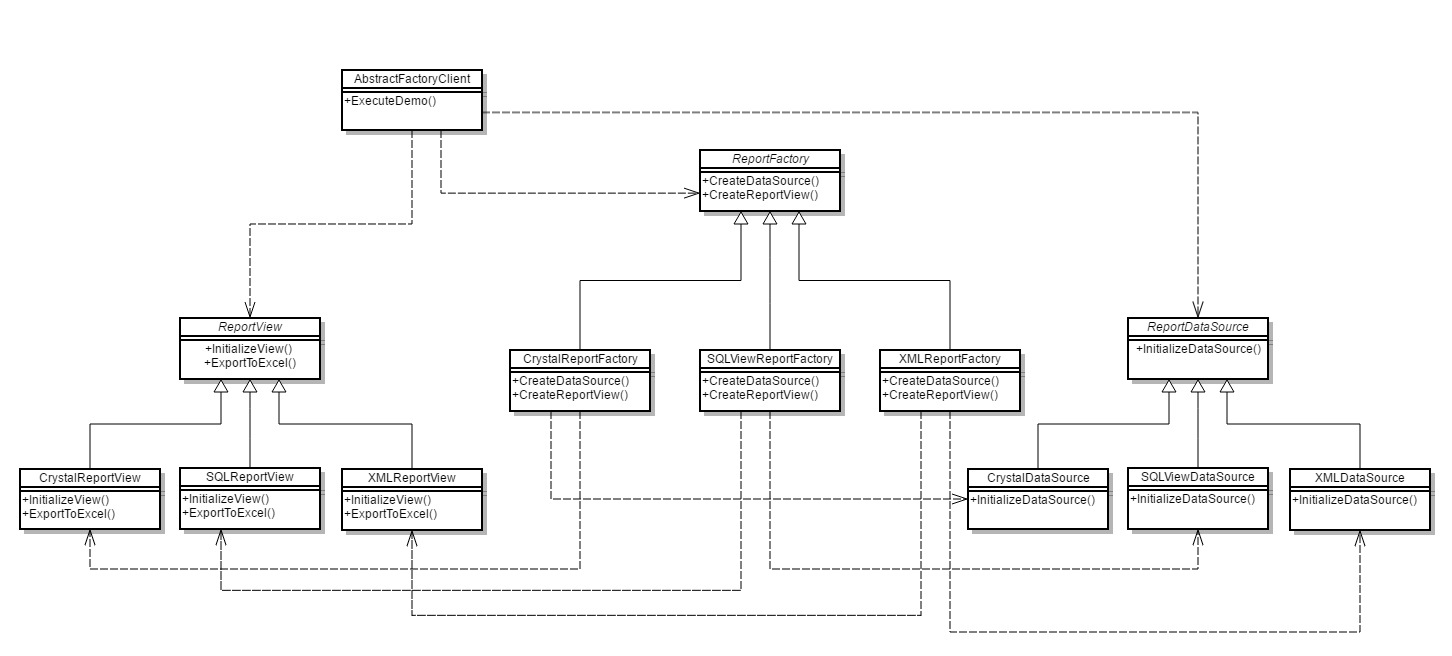 AbstractFactoryClient
+ExecuteDemo()
ReportFactory
+CreateDataSource()
+CreateReportView()
ReportView
+InitializeView()
+ExportToExcel()
ReportDataSource
+InitializeDataSource()
CrystalReportFactory
+CreateDataSource()
+CreateReportView()
SQLViewReportFactory
+CreateDataSource()
+CreateReportView()
XMLReportFactory
+CreateDataSource()
+CreateReportView()
CrystalReportView
+InitializeView()
+ExportToExcel()
SQLReportView
+InitializeView()
+ExportToExcel()
XMLReportView
+InitializeView()
+ExportToExcel()
CrystalDataSource
+InitializeDataSource()
SQLViewDataSource
+InitializeDataSource()
XMLDataSource
+InitializeDataSource()